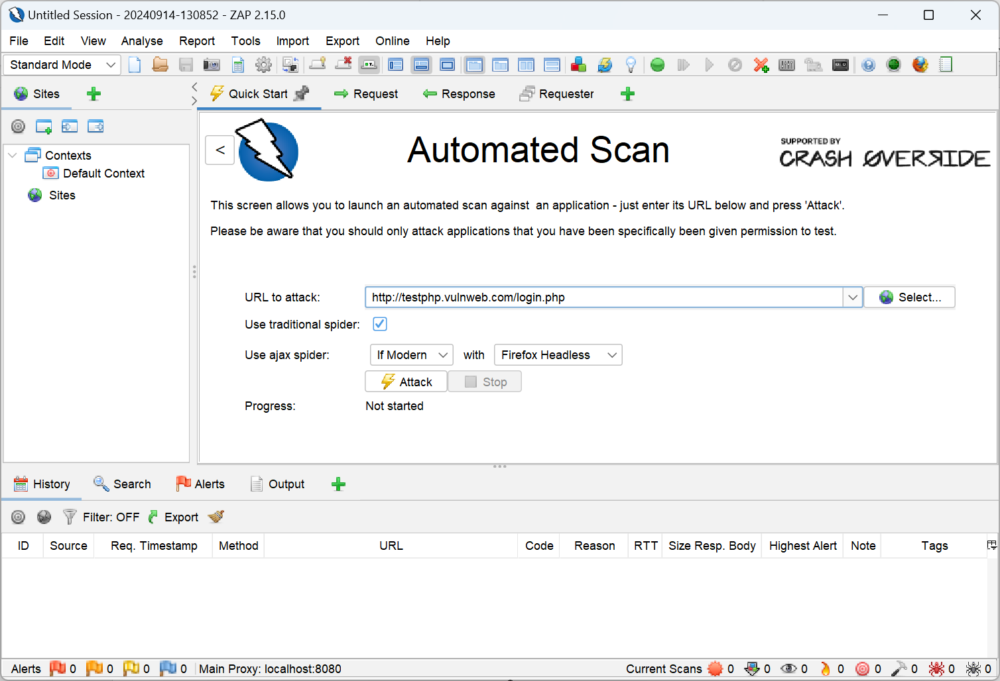 Untitled Session - 20240914-130852 - ZAP 2.15.0
File Edit View Analyse Report Tools Import Export Online Help
Standard Mode
Sites
Quick Start Request Response Requester
<
Automated Scan
SUPPORTED BY
CRASH ØVERRIDE
Contexts
Default Context
Sites
This screen allows you to launch an automated scan against  an application - just enter its URL below and press 'Attack'.
Please be aware that you should only attack applications that you have been specifically been given permission to test.
URL to attack: http://testphp.vulnweb.com/login.php Select...
Use traditional spider:
Use ajax spider: If Modern with Firefox Headless
Attack Stop
Progress: Not started
History Search Alerts Output
Filter: OFF Export
ID Source Req. Timestamp Method URL Code Reason RTT Size Resp. Body Highest Alert Note Tags
Alerts 0 0 0 0 Main Proxy: localhost:8080 Current Scans 0 0 0 0 0 0 0 0